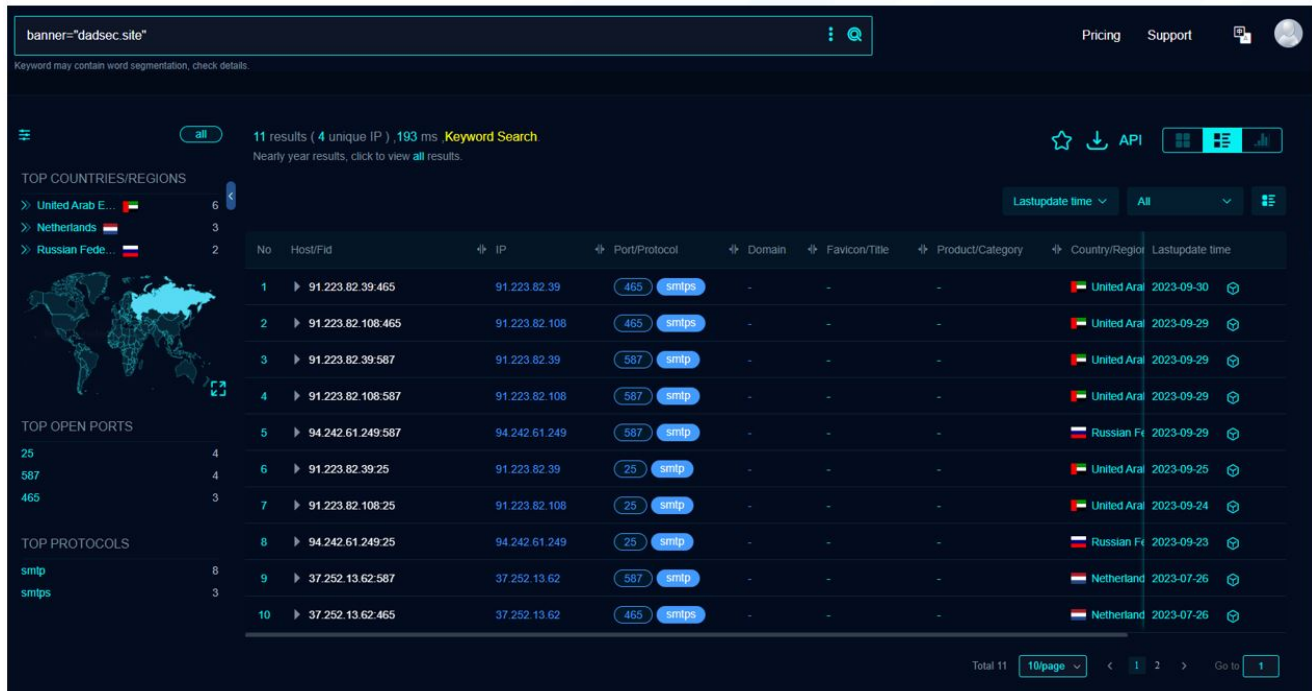 banner="dadsec.site"
Pricing Support
Keyword may contain word segmentation, check details.
all
11 results ( 4 unique IP ) ,193 ms ,Keyword Search.
Nearly year results, click to view all results.
API
TOP COUNTRIES/REGIONS
United Arab E... 6
Netherlands 3
Russian Fede... 2
Lastupdate time All
No Host/Fid IP Port/Protocol Domain Favicon/Title Product/Category Country/Region Lastupdate time
1 91.223.82.39:465 91.223.82.39 465 smtps - - - United Aral 2023-09-30
2 91.223.82.108:465 91.223.82.108 465 smtps - - - United Aral 2023-09-29
3 91.223.82.39:587 91.223.82.39 587 smtp - - - United Aral 2023-09-29
4 91.223.82.108:587 91.223.82.108 587 smtp - - - United Aral 2023-09-29
5 94.242.61.249:587 94.242.61.249 587 smtp - - - Russian Fe 2023-09-29
6 91.223.82.39:25 91.223.82.39 25 smtp - - - United Aral 2023-09-25
7 91.223.82.108:25 91.223.82.108 25 smtp - - - United Aral 2023-09-24
8 94.242.61.249:25 94.242.61.249 25 smtp - - - Russian Fe 2023-09-23
9 37.252.13.62:587 37.252.13.62 587 smtp - - - Netherland 2023-07-26
10 37.252.13.62:465 37.252.13.62 465 smtps - - - Netherland 2023-07-26
TOP OPEN PORTS
25 4
587 4
465 3
TOP PROTOCOLS
smtp 8
smtps 3
Total 11 10/page < 1 2 > Go to 1